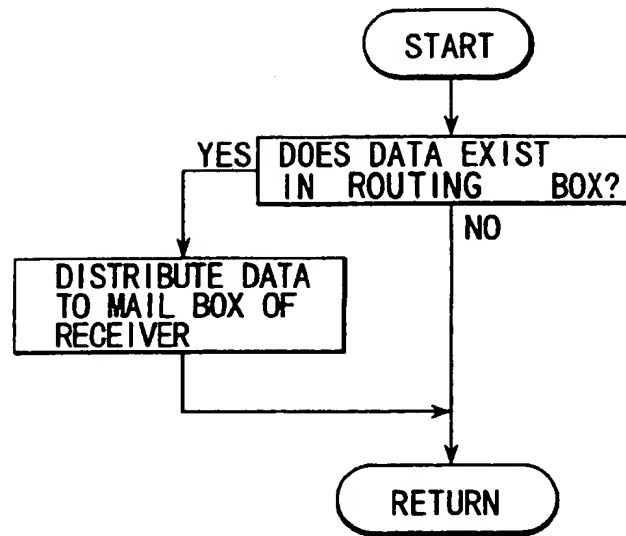 START
YES
DOES DATA EXIST
IN ROUTING BOX?
NO
DISTRIBUTE DATA
TO MAIL BOX OF
RECEIVER
RETURN